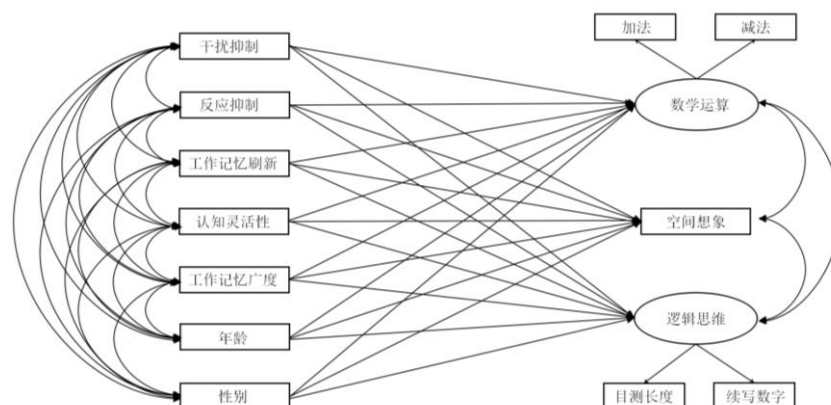 加法
减法
干扰抑制
数学运算
反应抑制
工作记忆刷新
认知灵活性
空间想象
工作记忆广度
逻辑思维
年龄
性别
目测长度
续写数字